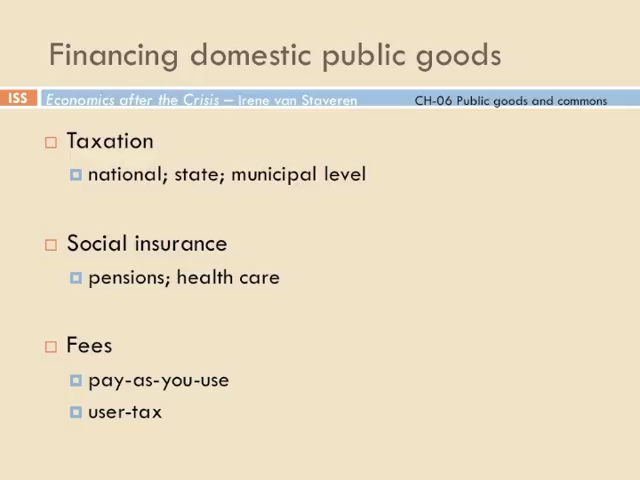 Financing domestic public goods
ISS Economics after the Crisis – Irene van Staveren CH-06 Public goods and commons
Taxation
national; state; municipal level
Social insurance
pensions; health care
Fees
pay-as-you-use
user-tax